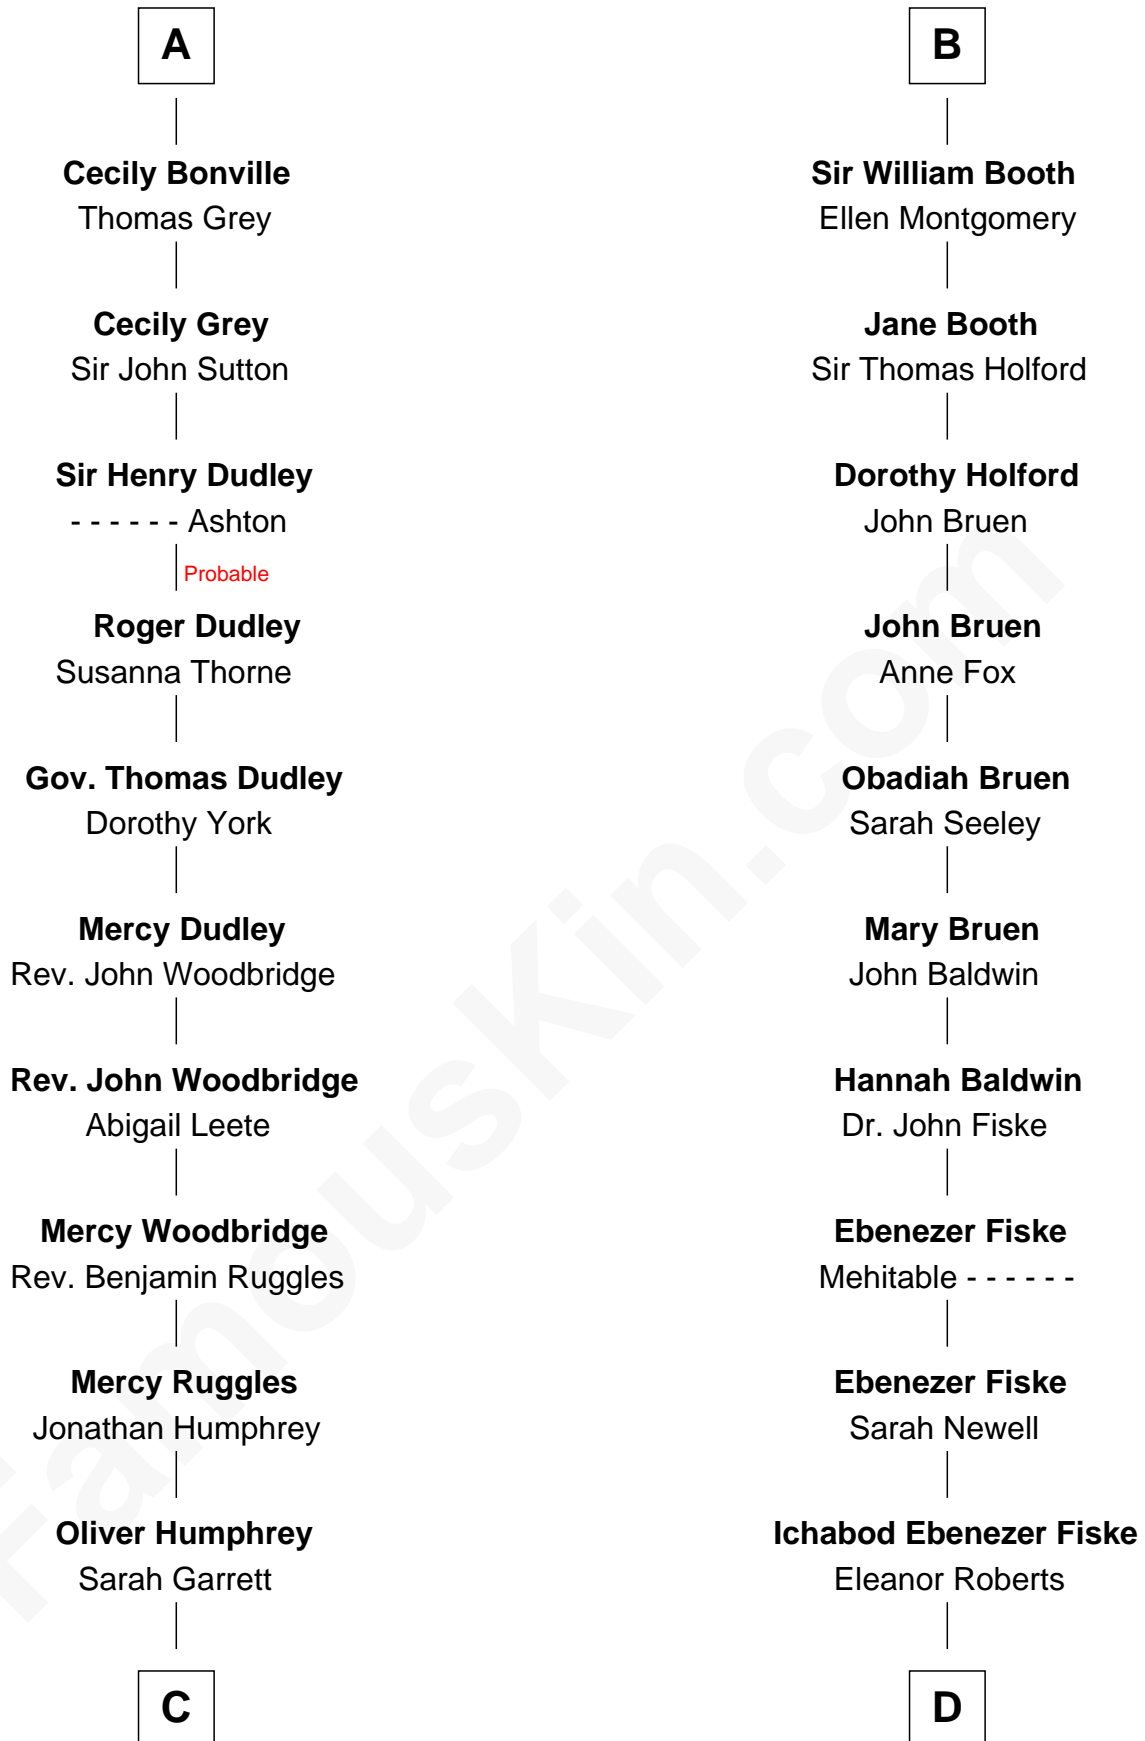 A
Cecily Bonville
Thomas Grey
Cecily Grey
Sir John Sutton
Sir Henry Dudley
- - - - - - Ashton
Probable
Roger Dudley
Susanna Thorne
Gov. Thomas Dudley
Dorothy York
Mercy Dudley
Rev. John Woodbridge
Rev. John Woodbridge
Abigail Leete
Mercy Woodbridge
Rev. Benjamin Ruggles
Mercy Ruggles
Jonathan Humphrey
Oliver Humphrey
Sarah Garrett
C
B
Sir William Booth
Ellen Montgomery
Jane Booth
Sir Thomas Holford
Dorothy Holford
John Bruen
John Bruen
Anne Fox
Obadiah Bruen
Sarah Seeley
Mary Bruen
John Baldwin
Hannah Baldwin
Dr. John Fiske
Ebenezer Fiske
Mehitable - - - - - -
Ebenezer Fiske
Sarah Newell
Ichabod Ebenezer Fiske
Eleanor Roberts
D
FamousKin.com